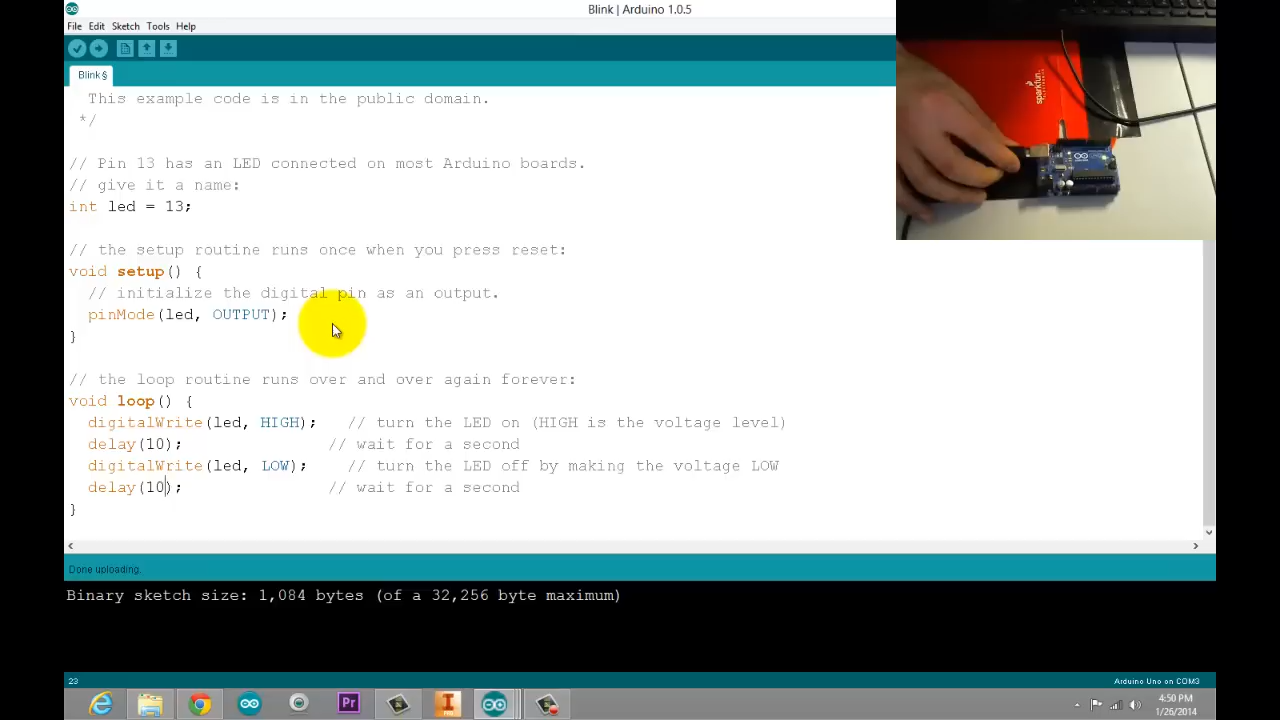 Blink | Arduino 1.0.5
File Edit Sketch Tools Help
Blink §
This example code is in the public domain.
*/
// Pin 13 has an LED connected on most Arduino boards.
// give it a name:
int led = 13;
// the setup routine runs once when you press reset:
void setup() {
// initialize the digital pin as an output.
pinMode(led, OUTPUT);
}
// the loop routine runs over and over again forever:
void loop() {
digitalWrite(led, HIGH);   // turn the LED on (HIGH is the voltage level)
delay(10);               // wait for a second
digitalWrite(led, LOW);    // turn the LED off by making the voltage LOW
delay(10);               // wait for a second
}
Done uploading.
Binary sketch size: 1,084 bytes (of a 32,256 byte maximum)
23
Arduino Uno on COM3
Pr
I
4:50 PM
1/26/2014
sparkfun